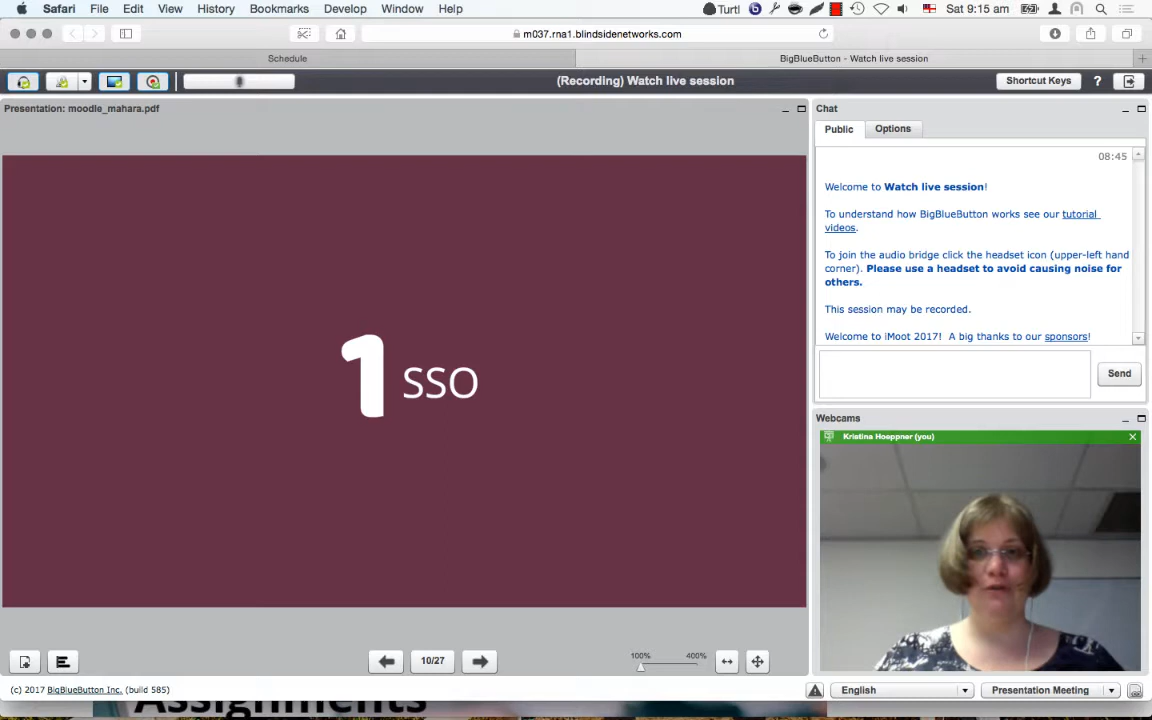 Safari File Edit View History Bookmarks Develop Window Help Turtl Sat 9:15 am
m037.rna1.blindsidenetworks.com
Schedule BigBlueButton - Watch live session
(Recording) Watch live session Shortcut Keys ?
Presentation: moodle_mahara.pdf
1 SSO
10/27 100% 400%
Chat
Public Options
08:45
Welcome to Watch live session!
To understand how BigBlueButton works see our tutorial
videos.
To join the audio bridge click the headset icon (upper-left hand
corner). Please use a headset to avoid causing noise for
others.
This session may be recorded.
Welcome to iMoot 2017! A big thanks to our sponsors!
Send
Webcams
Kristina Hoeppner (you)
(c) 2017 BigBlueButton Inc. (build 585) English Presentation Meeting
Assignments